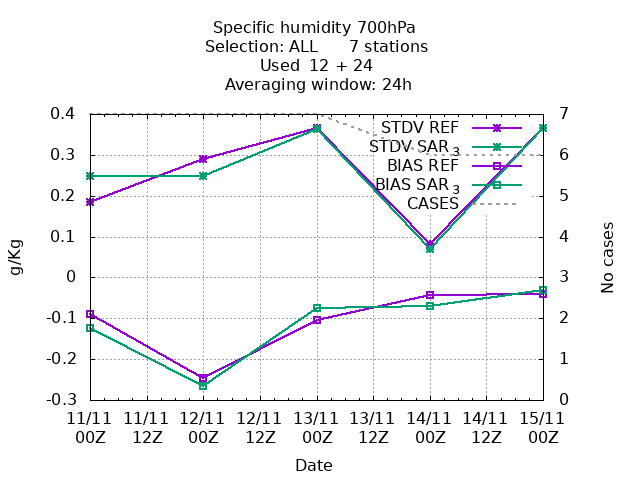 Specific humidity 700hPa
Selection: ALL      7 stations
Used  12 + 24
Averaging window: 24h
0.4
0.3
0.2
0.1
0
-0.1
-0.2
-0.3
g/Kg
7
6
5
4
3
2
1
0
No cases
STDV REF
STDV SAR 3
BIAS REF
BIAS SAR 3
CASES
11/11 11/11 12/11 12/11 13/11 13/11 14/11 14/11 15/11
00Z 12Z 00Z 12Z 00Z 12Z 00Z 12Z 00Z
Date